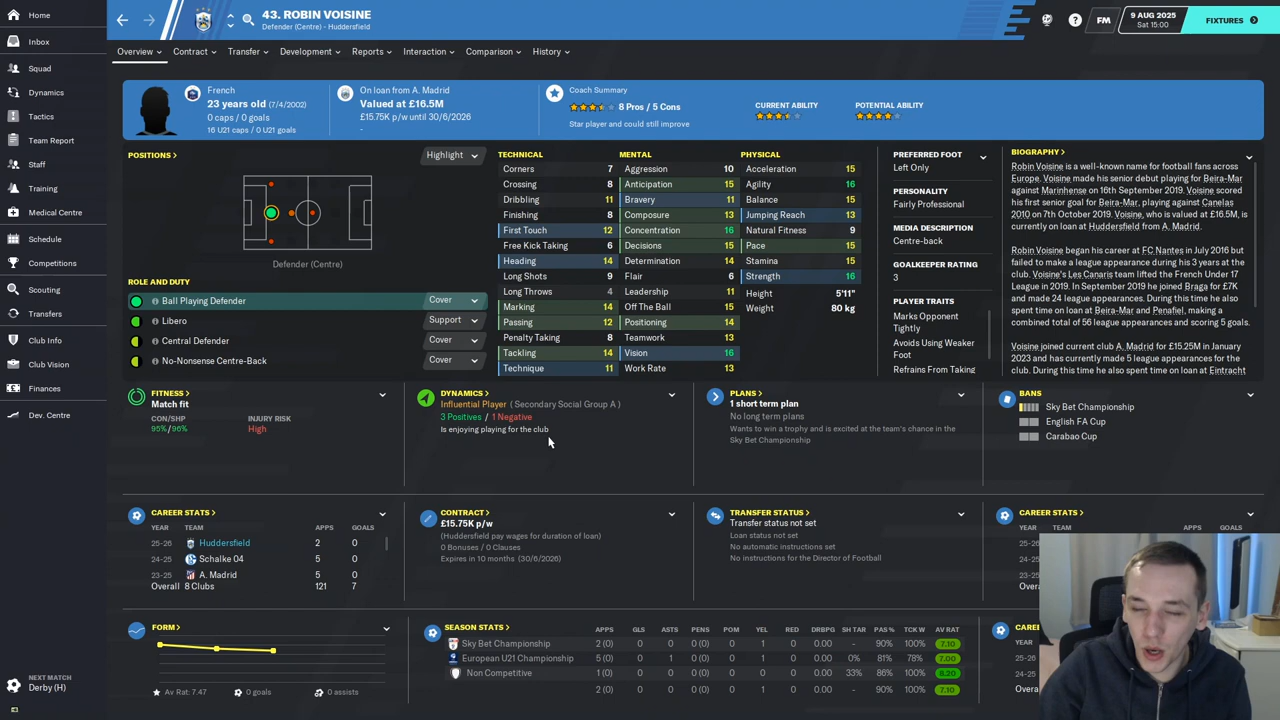 Home
Inbox
Squad
Dynamics
Tactics
Team Report
Staff
Training
Medical Centre
Schedule
Competitions
Scouting
Transfers
Club Info
Club Vision
Finances
Dev. Centre
NEXT MATCH
Derby (H)
43. ROBIN VOISINE
Defender (Centre) - Huddersfield
FM
9 AUG 2025
Sat 15:00
FIXTURES
Overview Contract Transfer Development Reports Interaction Comparison History
French
23 years old (7/4/2002)
0 caps / 0 goals
16 U21 caps / 0 U21 goals
On loan from A. Madrid
Valued at £16.5M
£15.75K p/w until 30/6/2026
-
Coach Summary
8 Pros / 5 Cons
Star player and could still improve
CURRENT ABILITY
POTENTIAL ABILITY
POSITIONS >
Highlight
Defender (Centre)
ROLE AND DUTY
Ball Playing Defender Cover
Libero Support
Central Defender Cover
No-Nonsense Centre-Back Cover
TECHNICAL
Corners 7
Crossing 8
Dribbling 11
Finishing 8
First Touch 12
Free Kick Taking 6
Heading 14
Long Shots 9
Long Throws 4
Marking 14
Passing 12
Penalty Taking 8
Tackling 14
Technique 11
MENTAL
Aggression 10
Anticipation 15
Bravery 11
Composure 13
Concentration 16
Decisions 15
Determination 14
Flair 6
Leadership 11
Off The Ball 15
Positioning 14
Teamwork 13
Vision 16
Work Rate 13
PHYSICAL
Acceleration 15
Agility 16
Balance 15
Jumping Reach 13
Natural Fitness 9
Pace 15
Stamina 15
Strength 16
Height 5'11"
Weight 80 kg
PREFERRED FOOT
Left Only
PERSONALITY
Fairly Professional
MEDIA DESCRIPTION
Centre-back
GOALKEEPER RATING
3
PLAYER TRAITS
Marks Opponent
Tightly
Avoids Using Weaker
Foot
Refrains From Taking
BIOGRAPHY >
Robin Voisine is a well-known name for football fans across
Europe. Voisine made his senior debut playing for Beira-Mar
against Marinhense on 16th September 2019. Voisine scored
his first senior goal for Beira-Mar, playing against Canelas
2010 on 7th October 2019. Voisine, who is valued at £16.5M, is
currently on loan at Huddersfield from A. Madrid.
Robin Voisine began his career at FC Nantes in July 2016 but
failed to make a league appearance during his 3 years at the
club. Voisine's Les Canaris team lifted the French Under 17
League in 2019. In September 2019 he joined Braga for £7K
and made 24 league appearances. During this time he also
spent time on loan at Beira-Mar and Penafiel, making a
combined total of 56 league appearances and scoring 5 goals.
Voisine joined current club A. Madrid for £15.25M in January
2023 and has currently made 5 league appearances for the
club. During this time he also spent time on loan at Eintracht
FITNESS >
Match fit
CON/SHP
95%/96%
INJURY RISK
High
DYNAMICS >
Influential Player ( Secondary Social Group A )
3 Positives / 1 Negative
Is enjoying playing for the club
PLANS >
1 short term plan
No long term plans
Wants to win a trophy and is excited at the team's chance in the
Sky Bet Championship
BANS
Sky Bet Championship
English FA Cup
Carabao Cup
CAREER STATS >
YEAR TEAM APPS GOALS
25-26 Huddersfield 2 0
24-25 Schalke 04 5 0
23-25 A. Madrid 5 0
Overall 8 Clubs 121 7
CONTRACT >
£15.75K p/w
(Huddersfield pay wages for duration of loan)
0 Bonuses / 0 Clauses
Expires in 10 months (30/6/2026)
TRANSFER STATUS >
Transfer status not set
Loan status not set
No automatic instructions set
No instructions for the Director of Football
CAREER STATS >
YEAR TEAM APPS GOALS
25-26
24-25
23-25
Overall
FORM >
Av Rat: 7.47 0 goals 0 assists
SEASON STATS >
APPS GLS ASTS PENS POM YEL RED DRBPG SH TAR PAS % TCK W AV RAT
Sky Bet Championship 2 (0) 0 0 0 (0) 0 1 0 0.00 - 90% 100% 7.10
European U21 Championship 5 (0) 0 1 0 (0) 0 1 0 0.00 0% 81% 78% 7.00
Non Competitive 1 (0) 0 0 0 (0) 0 0 0 0.00 33% 86% 100% 8.20
2 (0) 0 0 0 (0) 0 1 0 0.00 - 90% 100% 7.10
YEAR
25-26